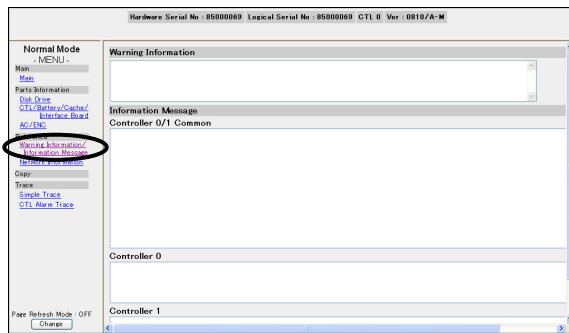 Hardware Serial No : 85000069 Logical Serial No : 85000069 CTL 0 Ver : 0810/A-M
Normal Mode
- MENU -
Main
Main
Parts Information
Disk Drive
CTL/Battery/Cache/
Interface Board
AC/ENC
Warning Information/
Information Message
Network Information
Copy
Trace
Simple Trace
CTL Alarm Trace
Page Refresh Mode : OFF
Change
Warning Information
Information Message
Controller 0/1 Common
Controller 0
Controller 1